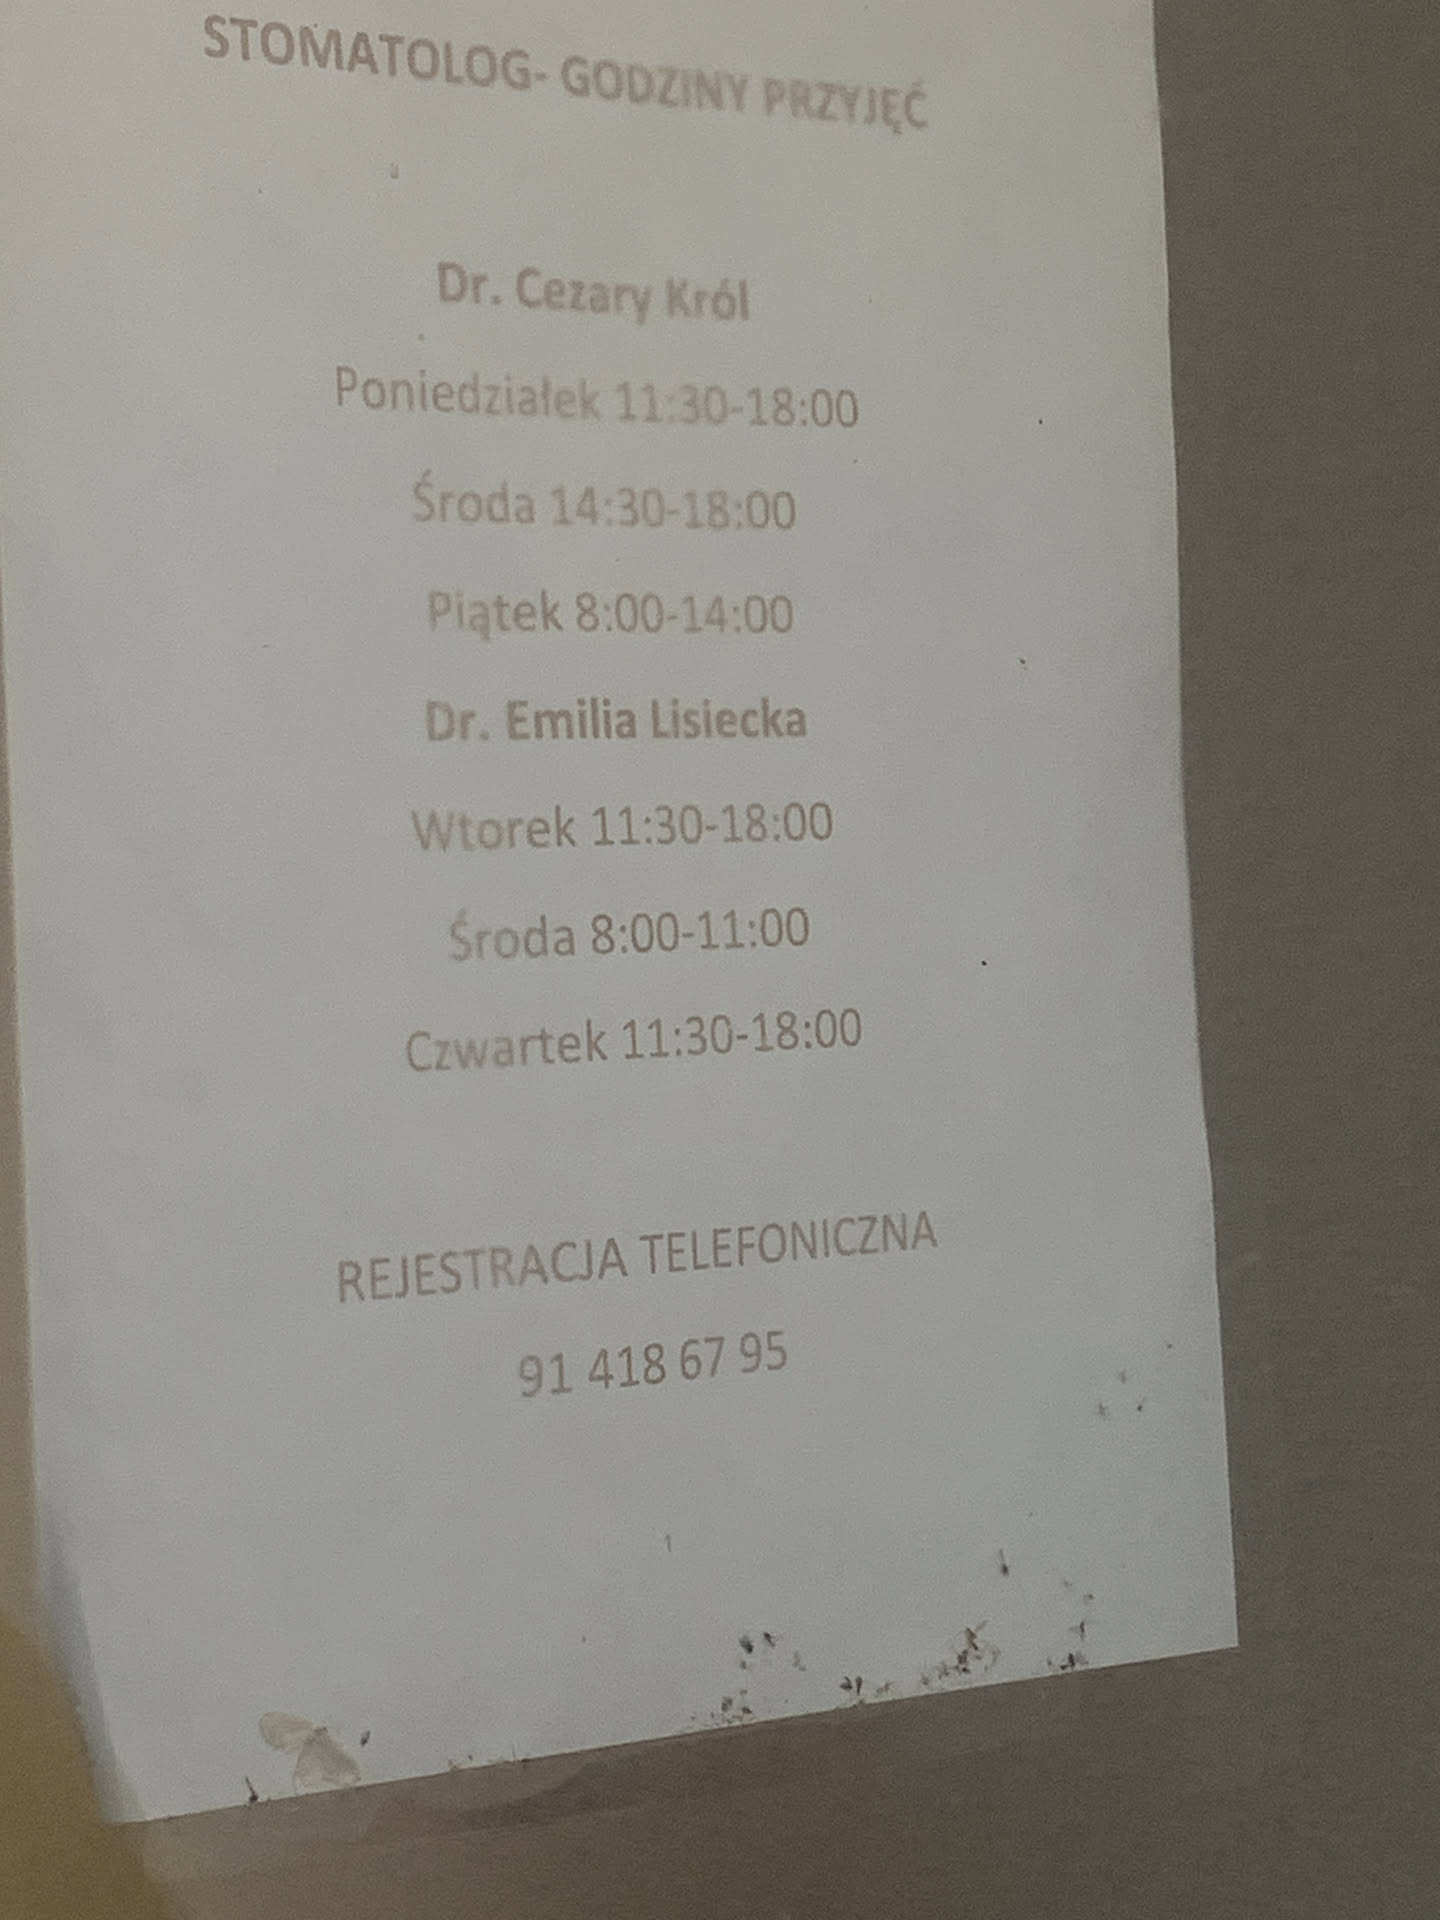 STOMATOLOG- GODZINY PRZYJĘĆ
Dr. Cezary Król
Poniedziałek 11:30-18:00
Środa 14:30-18:00
Piątek 8:00-14:00
Dr. Emilia Lisiecka
Wtorek 11:30-18:00
Środa 8:00-11:00
Czwartek 11:30-18:00
REJESTRACJA TELEFONICZNA
91 418 67 95